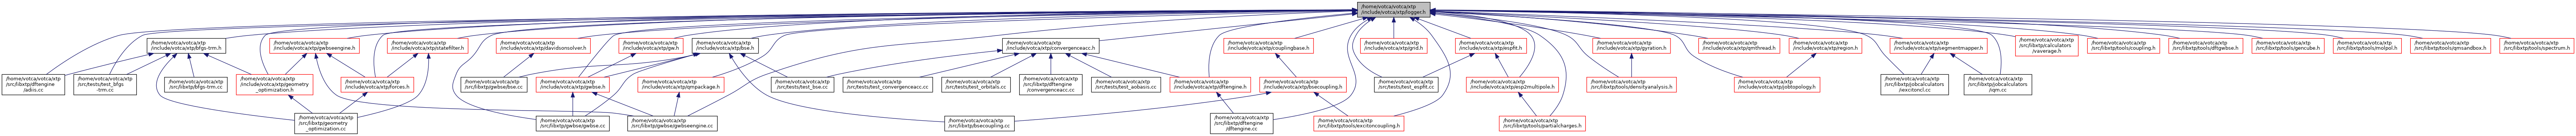 /home/votca/votca/xtp
/include/votca/xtp/logger.h
/home/votca/votca/xtp
/include/votca/xtp/bfgs-trm.h
/home/votca/votca/xtp
/include/votca/xtp/gwbseengine.h
/home/votca/votca/xtp
/include/votca/xtp/statefilter.h
/home/votca/votca/xtp
/include/votca/xtp/davidsonsolver.h
/home/votca/votca/xtp
/include/votca/xtp/gw.h
/home/votca/votca/xtp
/include/votca/xtp/bse.h
/home/votca/votca/xtp
/include/votca/xtp/convergenceacc.h
/home/votca/votca/xtp
/include/votca/xtp/couplingbase.h
/home/votca/votca/xtp
/include/votca/xtp/grid.h
/home/votca/votca/xtp
/include/votca/xtp/espfit.h
/home/votca/votca/xtp
/include/votca/xtp/gyration.h
/home/votca/votca/xtp
/include/votca/xtp/qmthread.h
/home/votca/votca/xtp
/include/votca/xtp/region.h
/home/votca/votca/xtp
/include/votca/xtp/segmentmapper.h
/home/votca/votca/xtp
/src/libxtp/calculators
/vaverage.h
/home/votca/votca/xtp
/src/libxtp/tools/coupling.h
/home/votca/votca/xtp
/src/libxtp/tools/dftgwbse.h
/home/votca/votca/xtp
/src/libxtp/tools/gencube.h
/home/votca/votca/xtp
/src/libxtp/tools/molpol.h
/home/votca/votca/xtp
/src/libxtp/tools/qmsandbox.h
/home/votca/votca/xtp
/src/libxtp/tools/spectrum.h
/home/votca/votca/xtp
/src/libxtp/dftengine
/adiis.cc
/home/votca/votca/xtp
/src/tests/test_bfgs
-trm.cc
/home/votca/votca/xtp
/src/libxtp/bfgs-trm.cc
/home/votca/votca/xtp
/include/votca/xtp/geometry
_optimization.h
/home/votca/votca/xtp
/include/votca/xtp/forces.h
/home/votca/votca/xtp
/src/libxtp/gwbse/bse.cc
/home/votca/votca/xtp
/include/votca/xtp/gwbse.h
/home/votca/votca/xtp
/include/votca/xtp/qmpackage.h
/home/votca/votca/xtp
/src/tests/test_bse.cc
/home/votca/votca/xtp
/src/tests/test_convergenceacc.cc
/home/votca/votca/xtp
/src/tests/test_orbitals.cc
/home/votca/votca/xtp
/src/libxtp/dftengine
/convergenceacc.cc
/home/votca/votca/xtp
/src/tests/test_aobasis.cc
/home/votca/votca/xtp
/include/votca/xtp/dftengine.h
/home/votca/votca/xtp
/include/votca/xtp/bsecoupling.h
/home/votca/votca/xtp
/src/tests/test_espfit.cc
/home/votca/votca/xtp
/include/votca/xtp/esp2multipole.h
/home/votca/votca/xtp
/src/libxtp/tools/densityanalysis.h
/home/votca/votca/xtp
/include/votca/xtp/jobtopology.h
/home/votca/votca/xtp
/src/libxtp/jobcalculators
/excitoncl.cc
/home/votca/votca/xtp
/src/libxtp/jobcalculators
/iqm.cc
/home/votca/votca/xtp
/src/libxtp/geometry
_optimization.cc
/home/votca/votca/xtp
/src/libxtp/gwbse/gwbse.cc
/home/votca/votca/xtp
/src/libxtp/gwbse/gwbseengine.cc
/home/votca/votca/xtp
/src/libxtp/bsecoupling.cc
/home/votca/votca/xtp
/src/libxtp/dftengine
/dftengine.cc
/home/votca/votca/xtp
/src/libxtp/tools/excitoncoupling.h
/home/votca/votca/xtp
/src/libxtp/tools/partialcharges.h